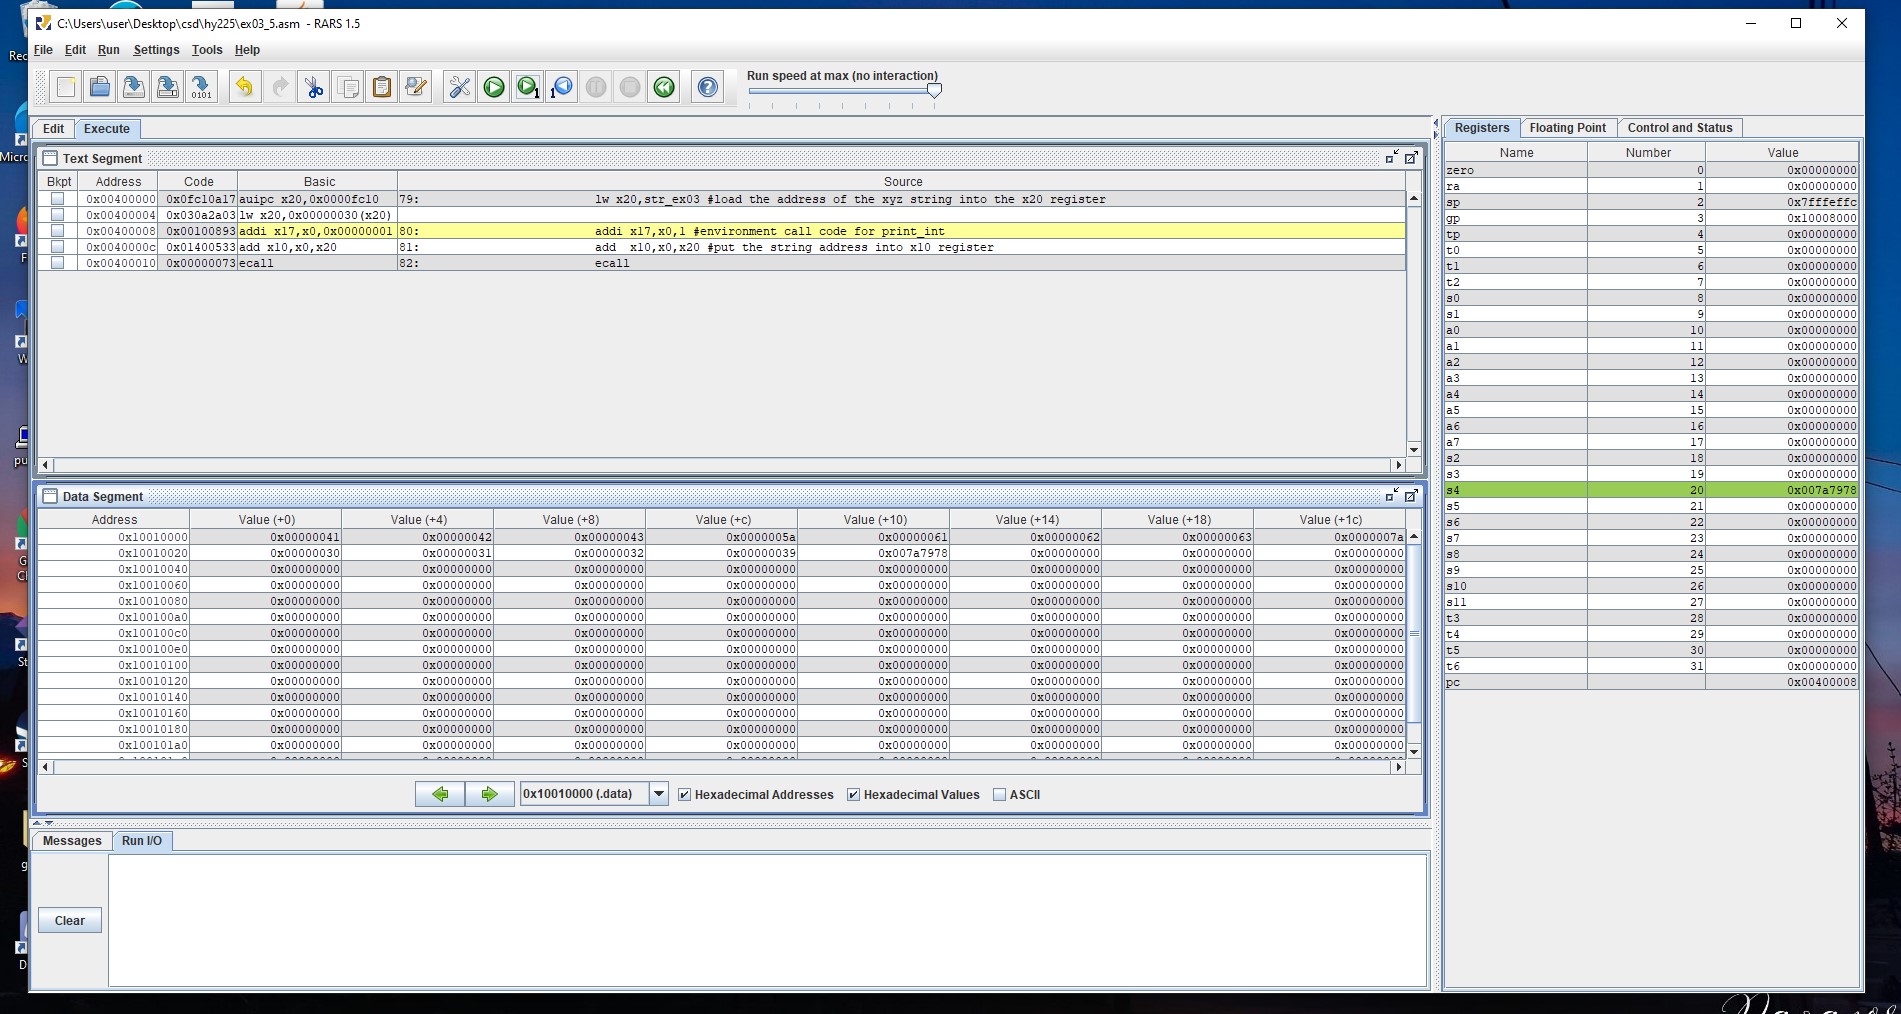 C:\Users\user\Desktop\csd\hy225\ex03_5.asm - RARS 1.5
File Edit Run Settings Tools Help
Run speed at max (no interaction)
Edit Execute
Text Segment
Bkpt Address Code Basic Source
0x00400000 0x0fc10a17 auipc x20,0x0000fc10 79: lw x20,str_ex03 #load the address of the xyz string into the x20 register
0x00400004 0x030a2a03 lw x20,0x00000030(x20)
0x00400008 0x00100893 addi x17,x0,0x00000001 80: addi x17,x0,1 #environment call code for print_int
0x0040000c 0x01400533 add x10,x0,x20 81: add x10,x0,x20 #put the string address into x10 register
0x00400010 0x00000073 ecall 82: ecall
Data Segment
Address Value (+0) Value (+4) Value (+8) Value (+c) Value (+10) Value (+14) Value (+18) Value (+1c)
0x10010000 0x00000041 0x00000042 0x00000043 0x0000005a 0x00000061 0x00000062 0x00000063 0x0000007a
0x10010020 0x00000030 0x00000031 0x00000032 0x00000039 0x007a7978 0x00000000 0x00000000 0x00000000
0x10010040 0x00000000 0x00000000 0x00000000 0x00000000 0x00000000 0x00000000 0x00000000 0x00000000
0x10010060 0x00000000 0x00000000 0x00000000 0x00000000 0x00000000 0x00000000 0x00000000 0x00000000
0x10010080 0x00000000 0x00000000 0x00000000 0x00000000 0x00000000 0x00000000 0x00000000 0x00000000
0x100100a0 0x00000000 0x00000000 0x00000000 0x00000000 0x00000000 0x00000000 0x00000000 0x00000000
0x100100c0 0x00000000 0x00000000 0x00000000 0x00000000 0x00000000 0x00000000 0x00000000 0x00000000
0x100100e0 0x00000000 0x00000000 0x00000000 0x00000000 0x00000000 0x00000000 0x00000000 0x00000000
0x10010100 0x00000000 0x00000000 0x00000000 0x00000000 0x00000000 0x00000000 0x00000000 0x00000000
0x10010120 0x00000000 0x00000000 0x00000000 0x00000000 0x00000000 0x00000000 0x00000000 0x00000000
0x10010140 0x00000000 0x00000000 0x00000000 0x00000000 0x00000000 0x00000000 0x00000000 0x00000000
0x10010160 0x00000000 0x00000000 0x00000000 0x00000000 0x00000000 0x00000000 0x00000000 0x00000000
0x10010180 0x00000000 0x00000000 0x00000000 0x00000000 0x00000000 0x00000000 0x00000000 0x00000000
0x100101a0 0x00000000 0x00000000 0x00000000 0x00000000 0x00000000 0x00000000 0x00000000 0x00000000
0x10010000 (.data) Hexadecimal Addresses Hexadecimal Values ASCII
Messages Run I/O
Clear
Registers Floating Point Control and Status
Name Number Value
zero 0 0x00000000
ra 1 0x00000000
sp 2 0x7fffeffc
gp 3 0x10008000
tp 4 0x00000000
t0 5 0x00000000
t1 6 0x00000000
t2 7 0x00000000
s0 8 0x00000000
s1 9 0x00000000
a0 10 0x00000000
a1 11 0x00000000
a2 12 0x00000000
a3 13 0x00000000
a4 14 0x00000000
a5 15 0x00000000
a6 16 0x00000000
a7 17 0x00000000
s2 18 0x00000000
s3 19 0x00000000
s4 20 0x007a7978
s5 21 0x00000000
s6 22 0x00000000
s7 23 0x00000000
s8 24 0x00000000
s9 25 0x00000000
s10 26 0x00000000
s11 27 0x00000000
t3 28 0x00000000
t4 29 0x00000000
t5 30 0x00000000
t6 31 0x00000000
pc 0x00400008